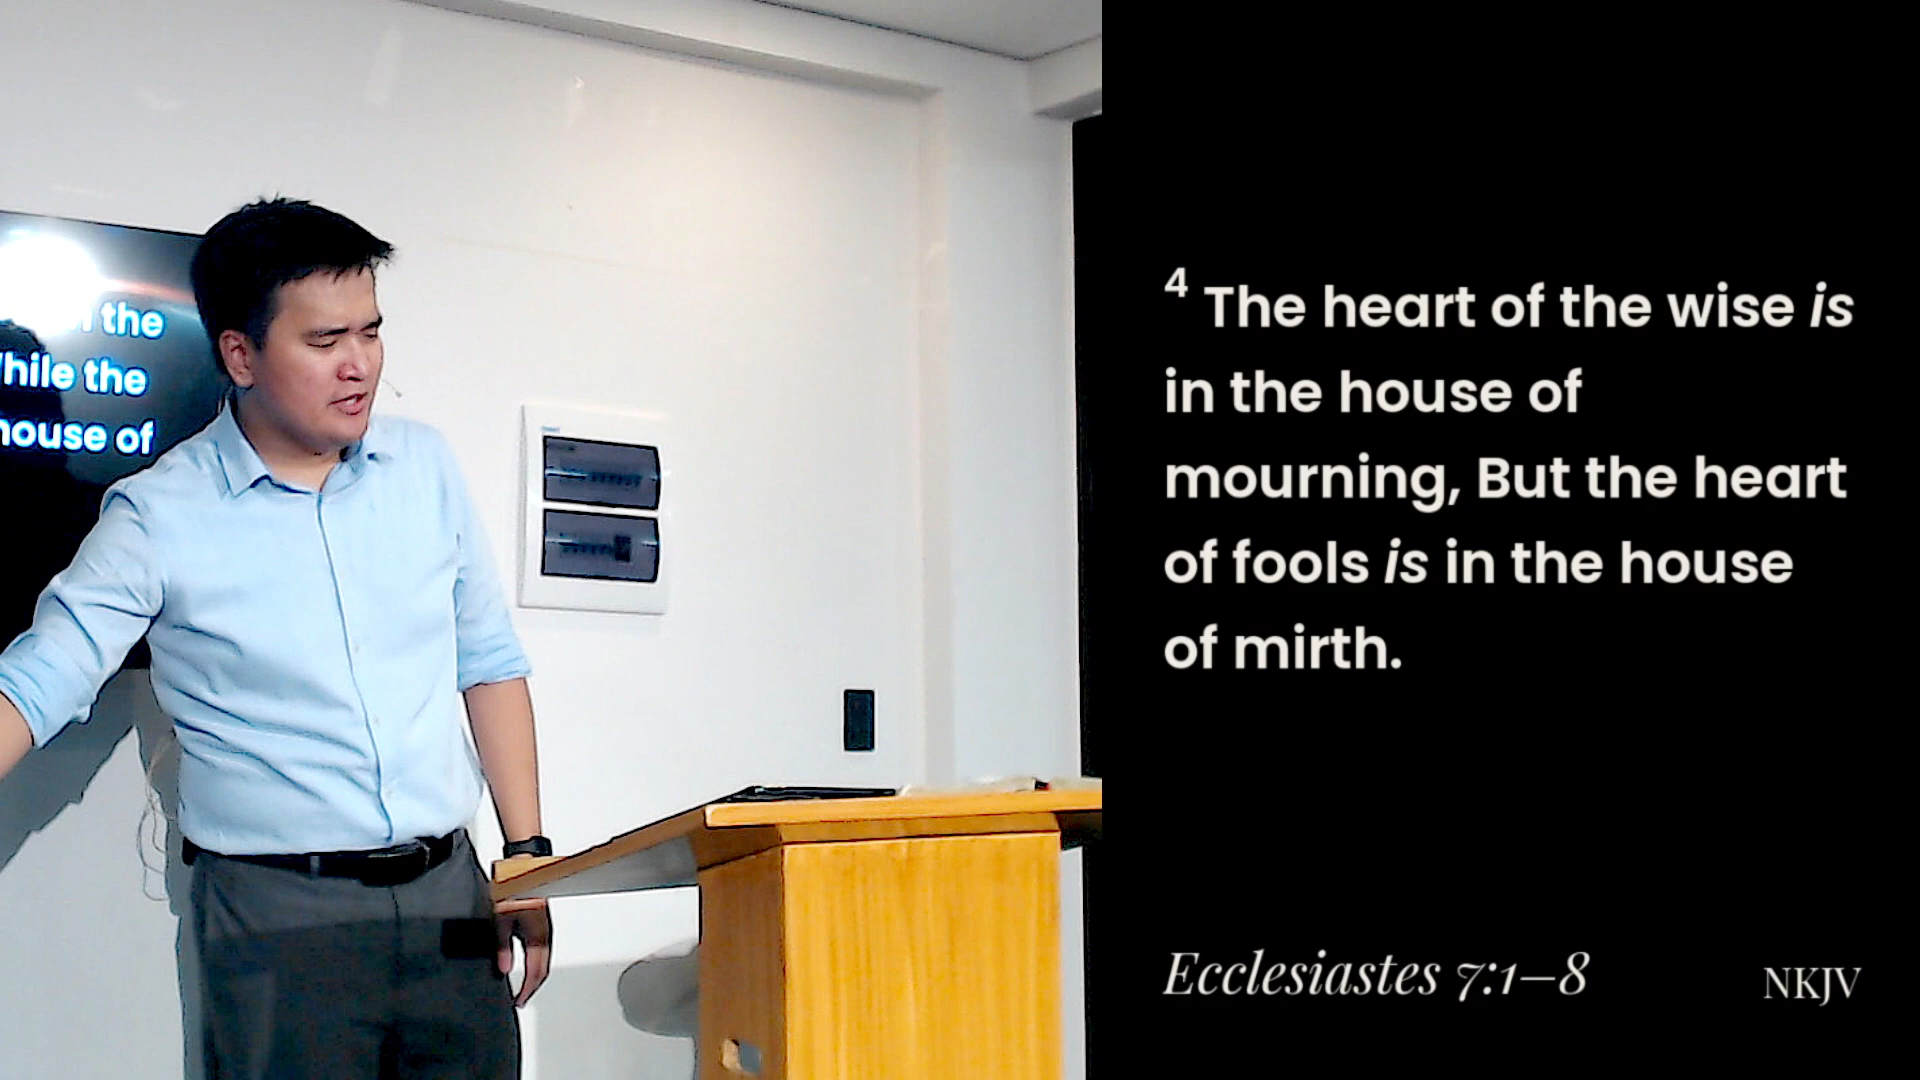 the
hile the
house of
4 The heart of the wise is
in the house of
mourning, But the heart
of fools is in the house
of mirth.
Ecclesiastes 7:1–8
NKJV